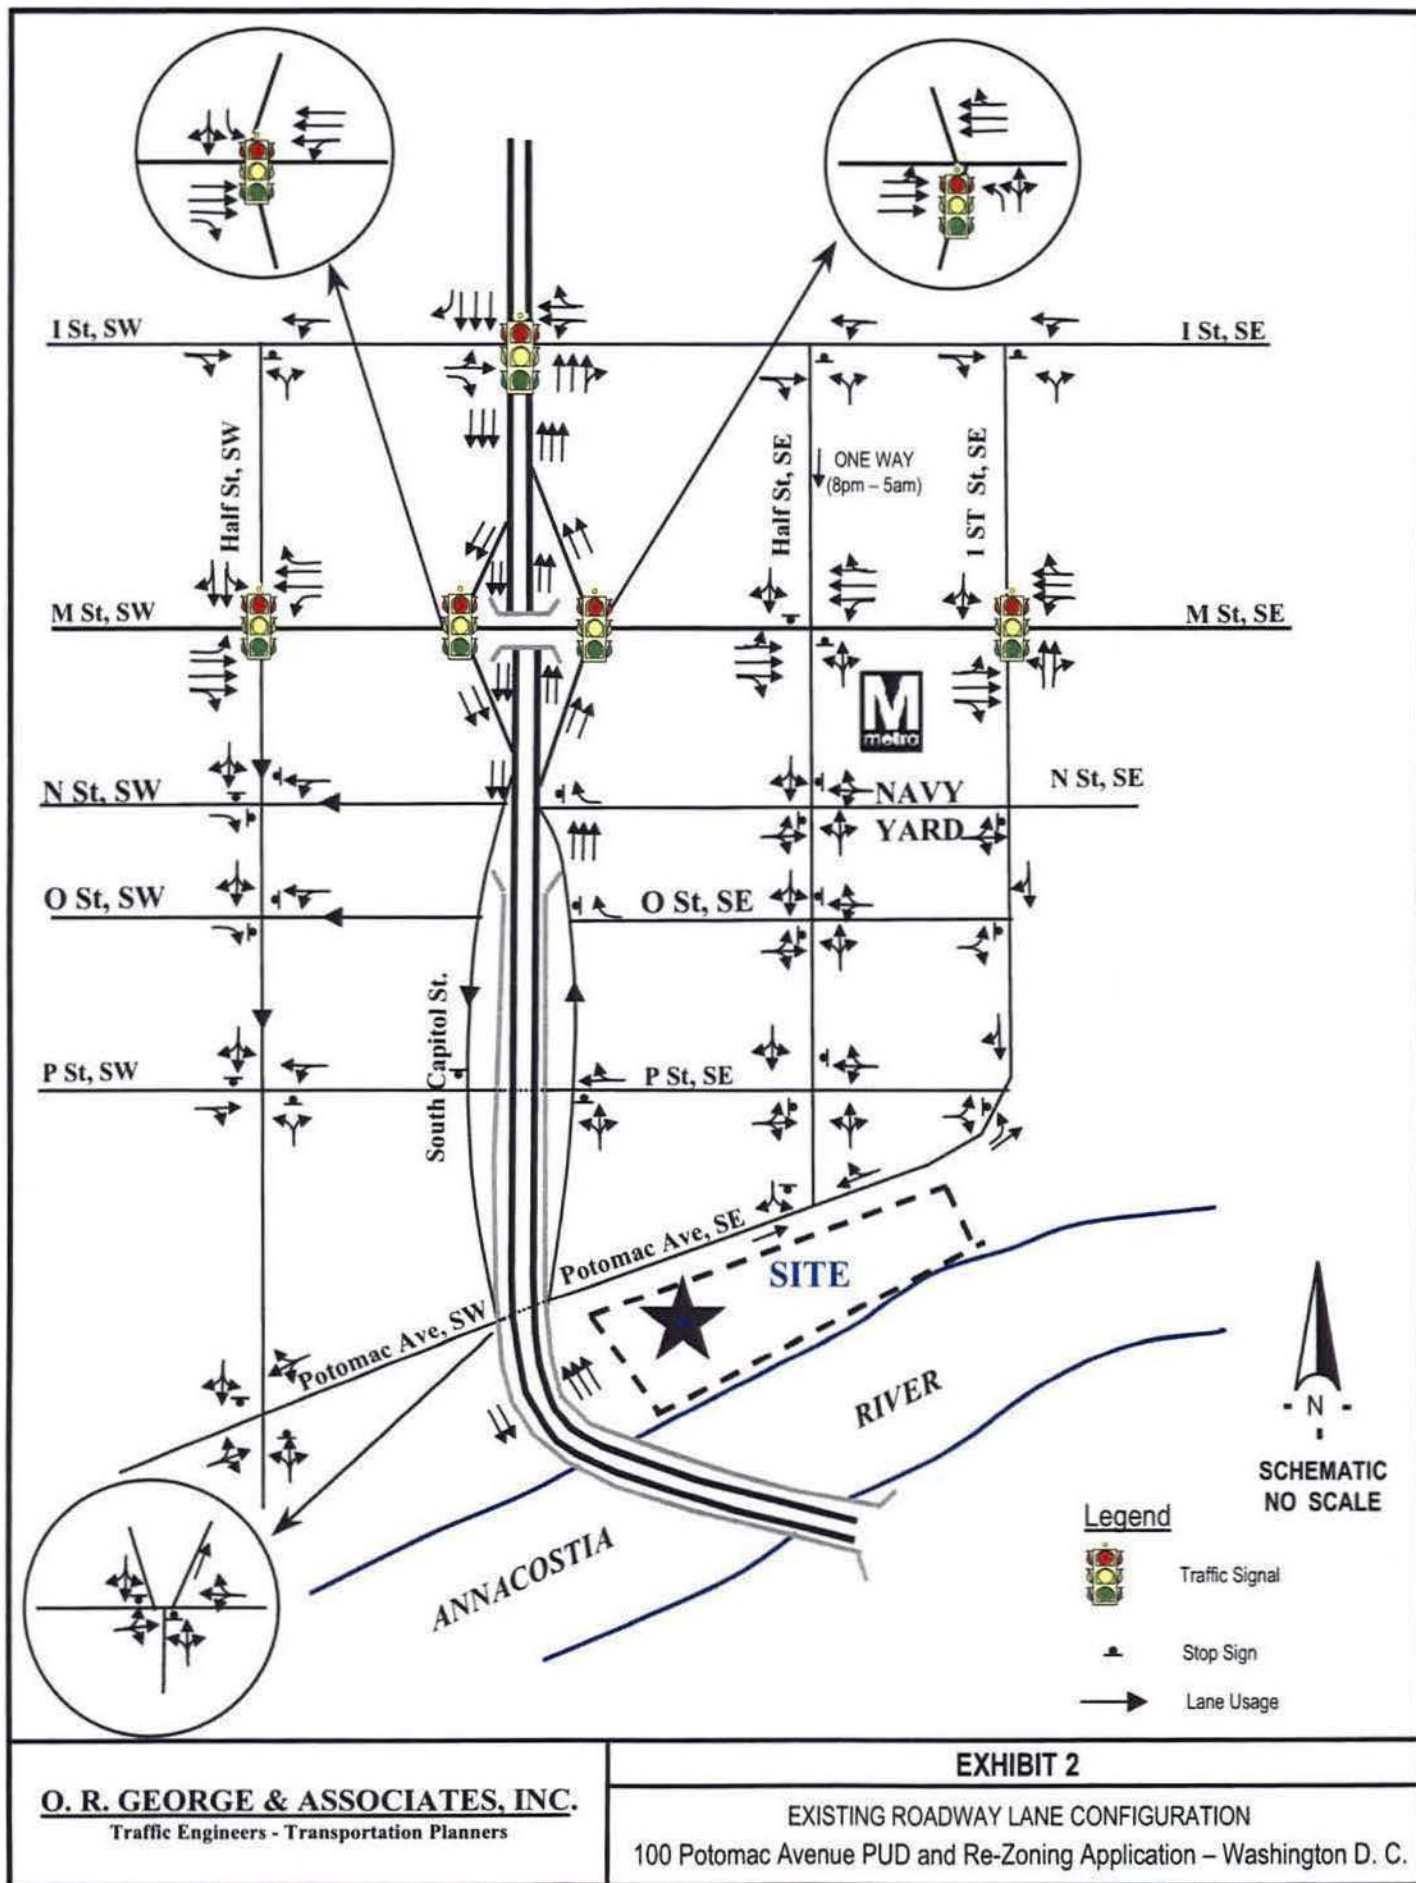 I St, SW
I St, SE
Half St, SW
Half St, SE
ONE WAY
(8pm – 5am)
1 ST St, SE
M St, SW
M St, SE
M
metro
N St, SW
NAVY
YARD
N St, SE
O St, SW
O St, SE
South Capitol St.
P St, SW
P St, SE
Potomac Ave, SE
SITE
Potomac Ave, SW
RIVER
ANNACOSTIA
N
SCHEMATIC
NO SCALE
Legend
Traffic Signal
Stop Sign
Lane Usage
O. R. GEORGE & ASSOCIATES, INC.
Traffic Engineers - Transportation Planners
EXHIBIT 2
EXISTING ROADWAY LANE CONFIGURATION
100 Potomac Avenue PUD and Re-Zoning Application – Washington D. C.